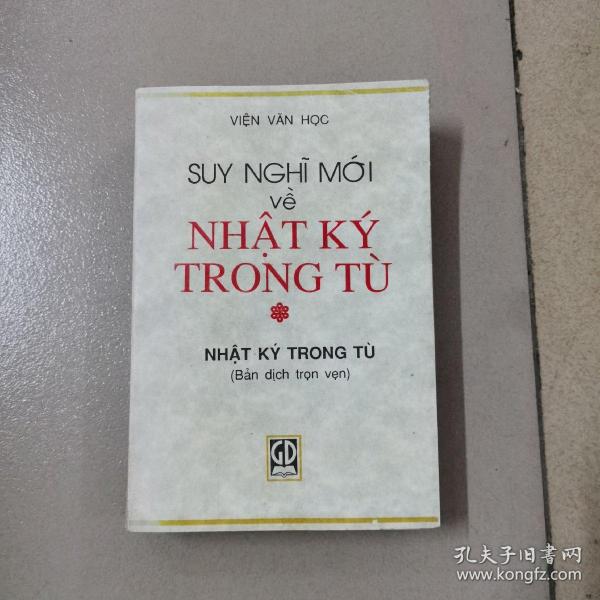 VIỆN VĂN HỌC
SUY NGHĨ MỚI
về
NHẬT KÝ
TRONG TÙ
NHẬT KÝ TRONG TÙ
(Bản dịch trọn vẹn)
GD
孔夫子旧书网
www.kongfz.com